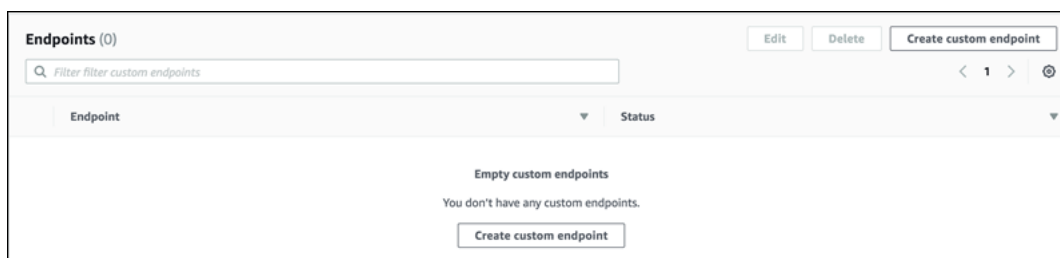 Endpoints (0)
Edit
Delete
Create custom endpoint
Filter filter custom endpoints
1
Endpoint
Status
Empty custom endpoints
You don't have any custom endpoints.
Create custom endpoint